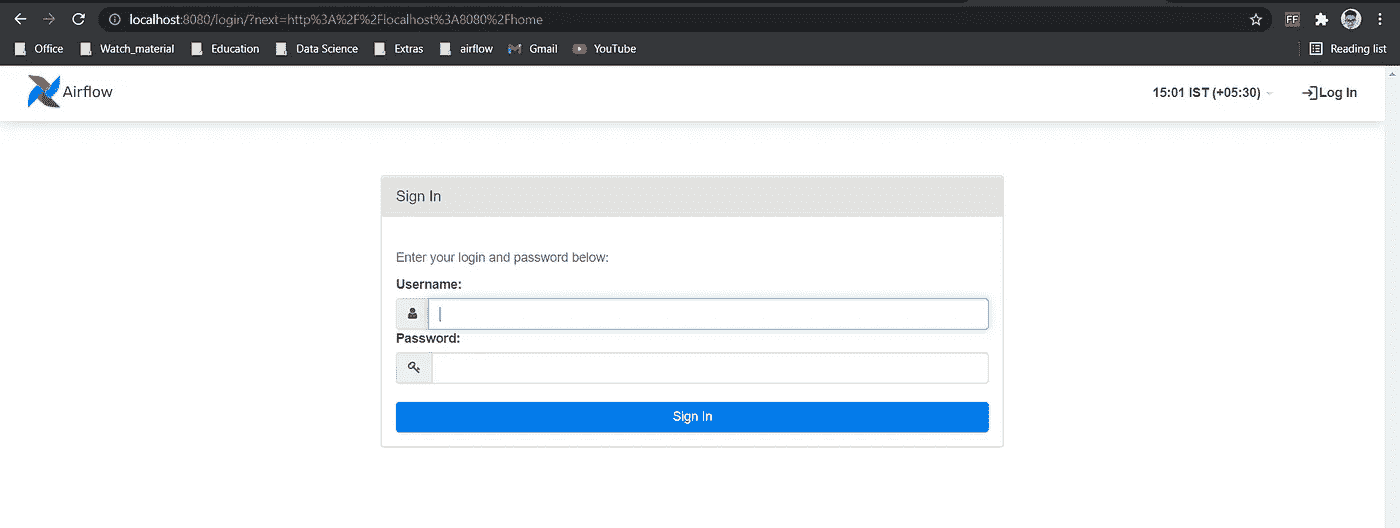 localhost:8080/login/?next=http%3A%2F%2Flocalhost%3A8080%2Fhome FF
Office Watch_material Education Data Science Extras airflow Gmail YouTube Reading list
Airflow 15:01 IST (+05:30) Log In
Sign In
Enter your login and password below:
Username:
Password:
Sign In